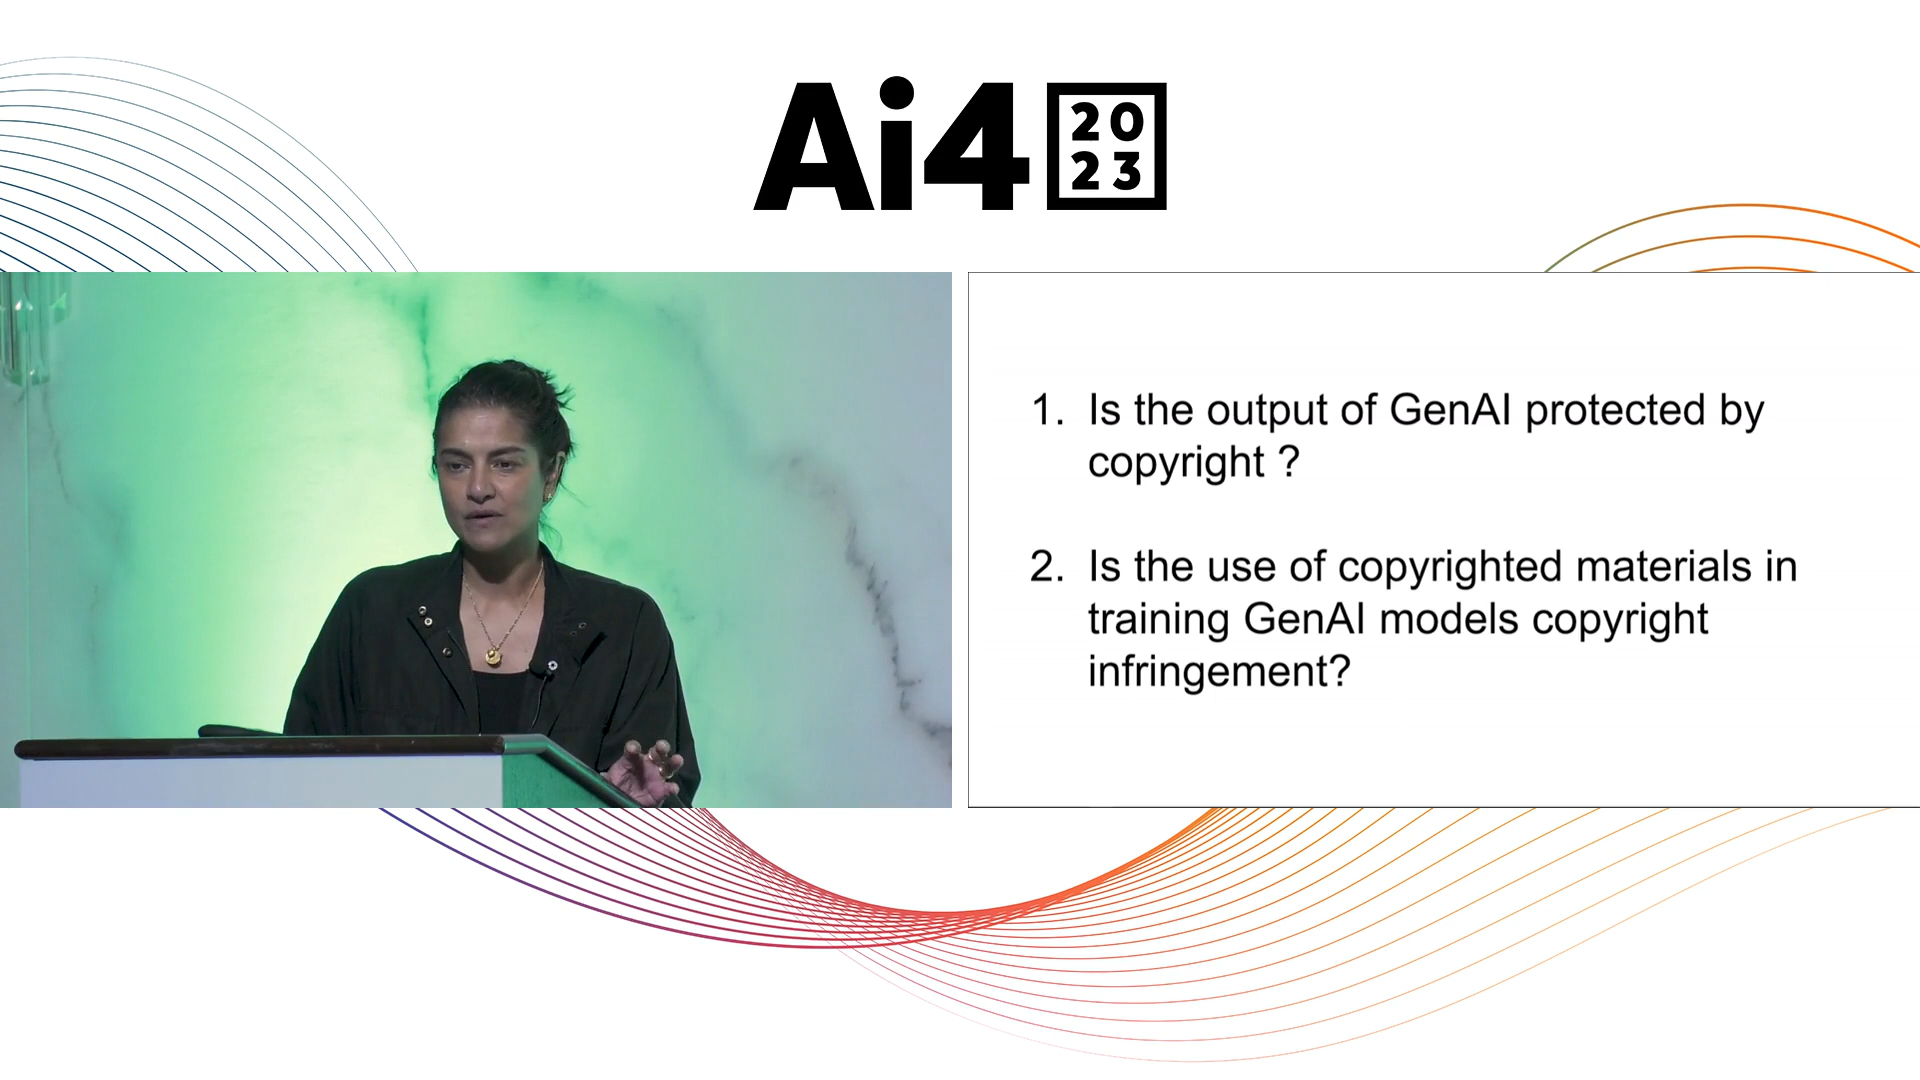 Ai4 20
23
1. Is the output of GenAI protected by
copyright ?
2. Is the use of copyrighted materials in
training GenAI models copyright
infringement?